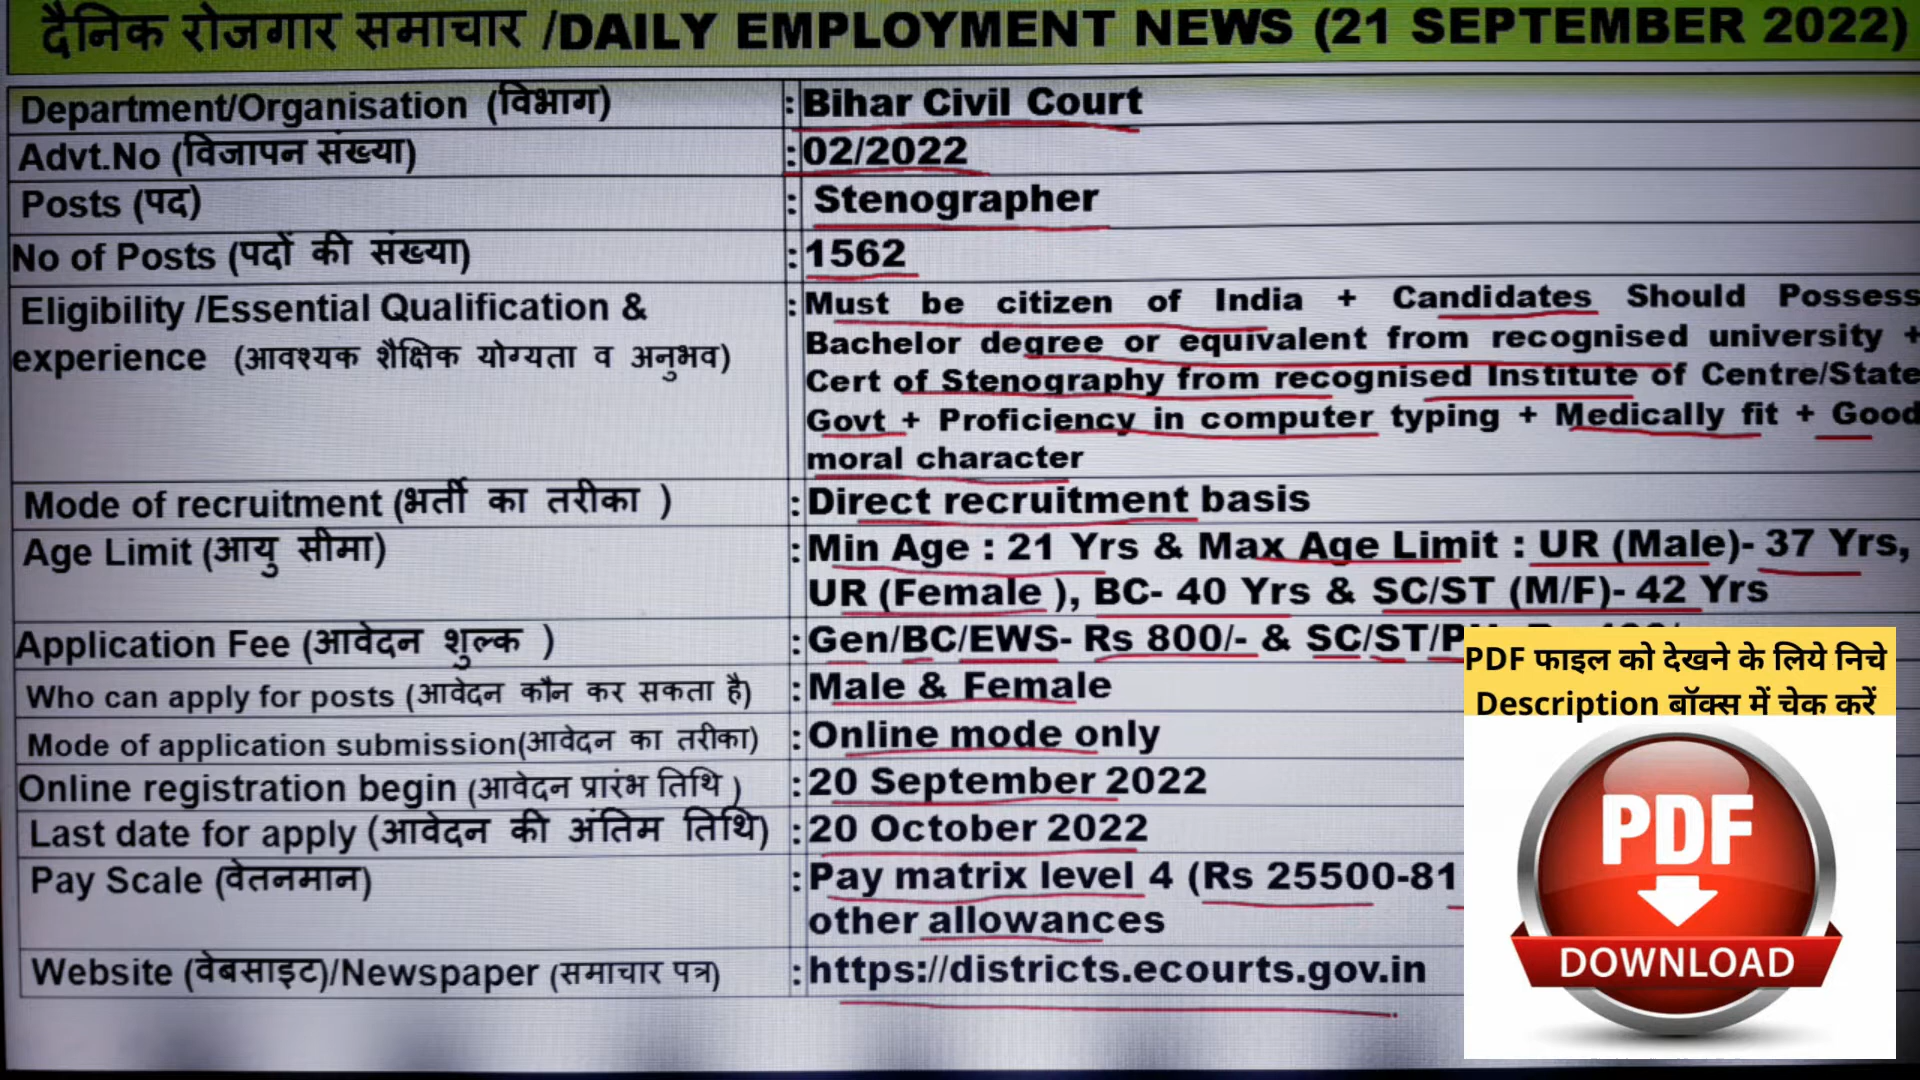 दैनिक रोजगार समाचार /DAILY EMPLOYMENT NEWS (21 SEPTEMBER 2022)
Department/Organisation (विभाग) : Bihar Civil Court
Advt.No (विजापन संख्या) : 02/2022
Posts (पद) : Stenographer
No of Posts (पदों की संख्या) : 1562
Eligibility /Essential Qualification & : Must be citizen of India + Candidates Should Possess
experience (आवश्यक शैक्षिक योग्यता व अनुभव) Bachelor degree or equivalent from recognised university +
Cert of Stenography from recognised Institute of Centre/State
Govt + Proficiency in computer typing + Medically fit + Good
moral character
Mode of recruitment (भर्ती का तरीका ) : Direct recruitment basis
Age Limit (आयु सीमा) : Min Age : 21 Yrs & Max Age Limit : UR (Male)- 37 Yrs,
UR (Female ), BC- 40 Yrs & SC/ST (M/F)- 42 Yrs
Application Fee (आवेदन शुल्क ) : Gen/BC/EWS- Rs 800/- & SC/ST/
Who can apply for posts (आवेदन कौन कर सकता है) : Male & Female
Mode of application submission(आवेदन का तरीका) : Online mode only
Online registration begin (आवेदन प्रारंभ तिथि ) : 20 September 2022
Last date for apply (आवेदन की अंतिम तिथि) : 20 October 2022
Pay Scale (वेतनमान) : Pay matrix level 4 (Rs 25500-81
other allowances
Website (वेबसाइट)/Newspaper (समाचार पत्र) : https://districts.ecourts.gov.in
PDF फाइल को देखने के लिये निचे
Description बॉक्स में चेक करें
PDF
DOWNLOAD